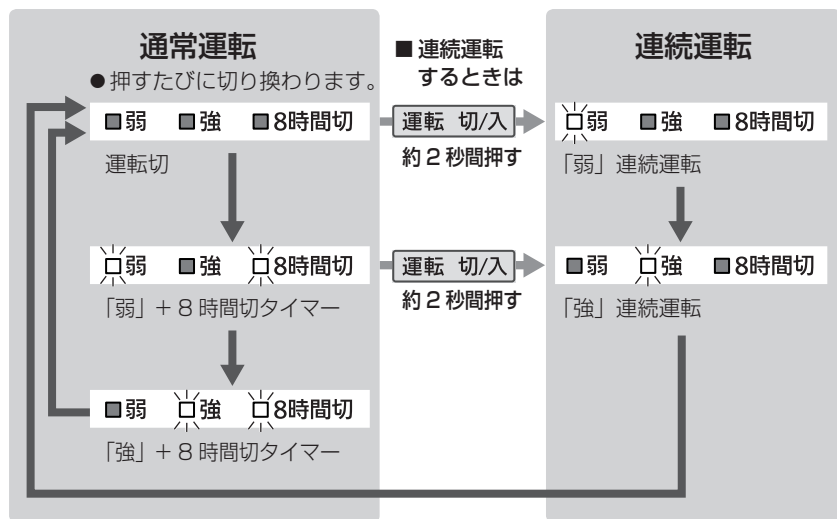 通常運転
●押すたびに切り換わります。
■弱 ■強 ■8時間切
運転切
□弱 ■強 □8時間切
「弱」+8時間切タイマー
■弱 □強 □8時間切
「強」+8時間切タイマー
■連続運転
するときは
運転 切/入
約2秒間押す
運転 切/入
約2秒間押す
連続運転
□弱 ■強 ■8時間切
「弱」連続運転
■弱 □強 ■8時間切
「強」連続運転